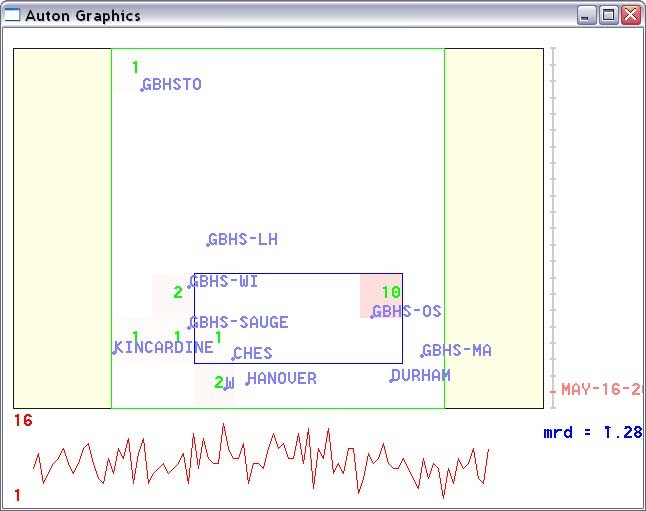 Auton Graphics
1
GBHSTO
GBHS-LH
GBHS-WI
2
10
GBHS-OS
GBHS-SAUGE
1 1 1
KINCARDINE
CHES
GBHS-MA
2
W
HANOVER
DURHAM
MAY-16-2
16
mrd = 1.28
1